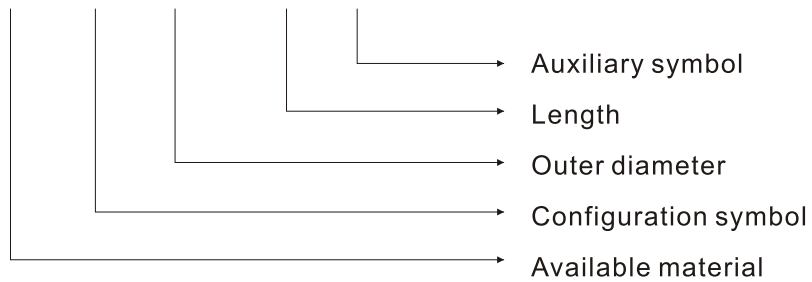 Auxiliary symbol
Length
Outer diameter
Configuration symbol
Available material